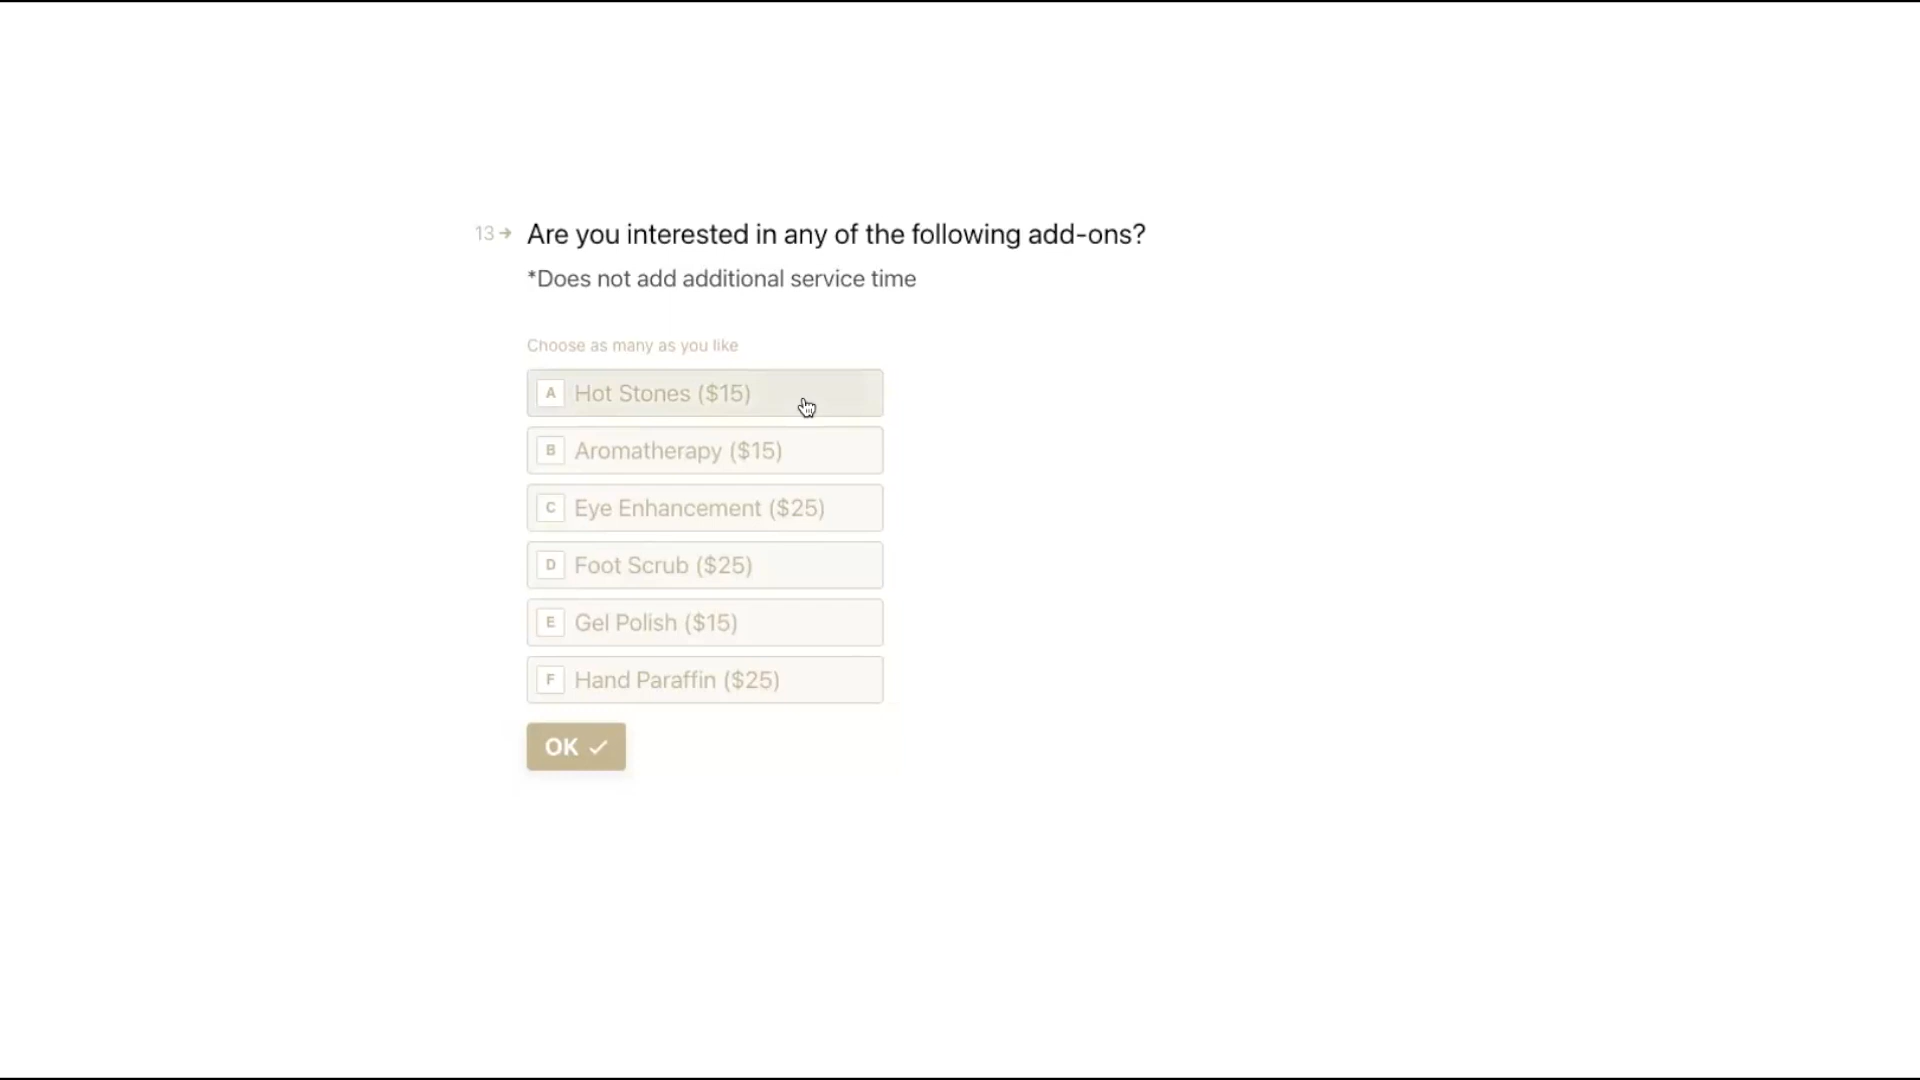 13→ Are you interested in any of the following add-ons?
*Does not add additional service time
Choose as many as you like
A Hot Stones ($15)
B Aromatherapy ($15)
C Eye Enhancement ($25)
D Foot Scrub ($25)
E Gel Polish ($15)
F Hand Paraffin ($25)
OK ✓